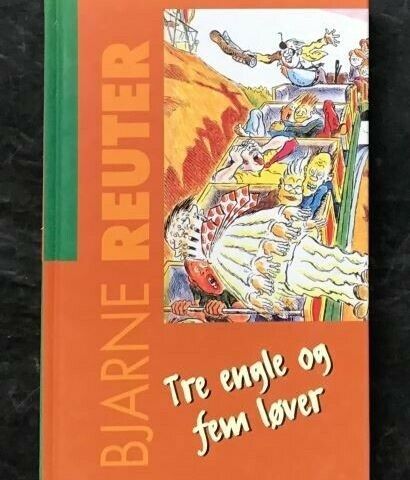 BJARNE REUTER
Tre engle og
fem løver